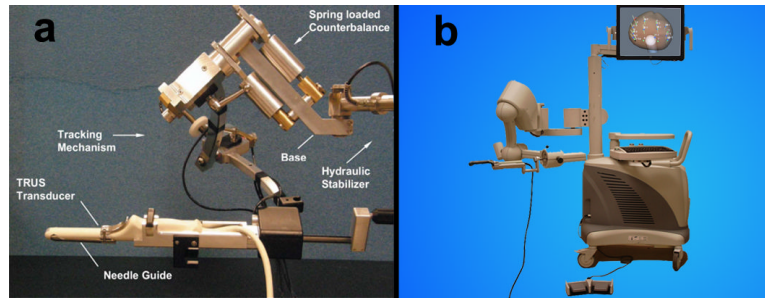 a
b
Spring loaded
Counterbalance
Tracking
Mechanism
Base
Hydraulic
Stabilizer
TRUS
Transducer
Needle Guide